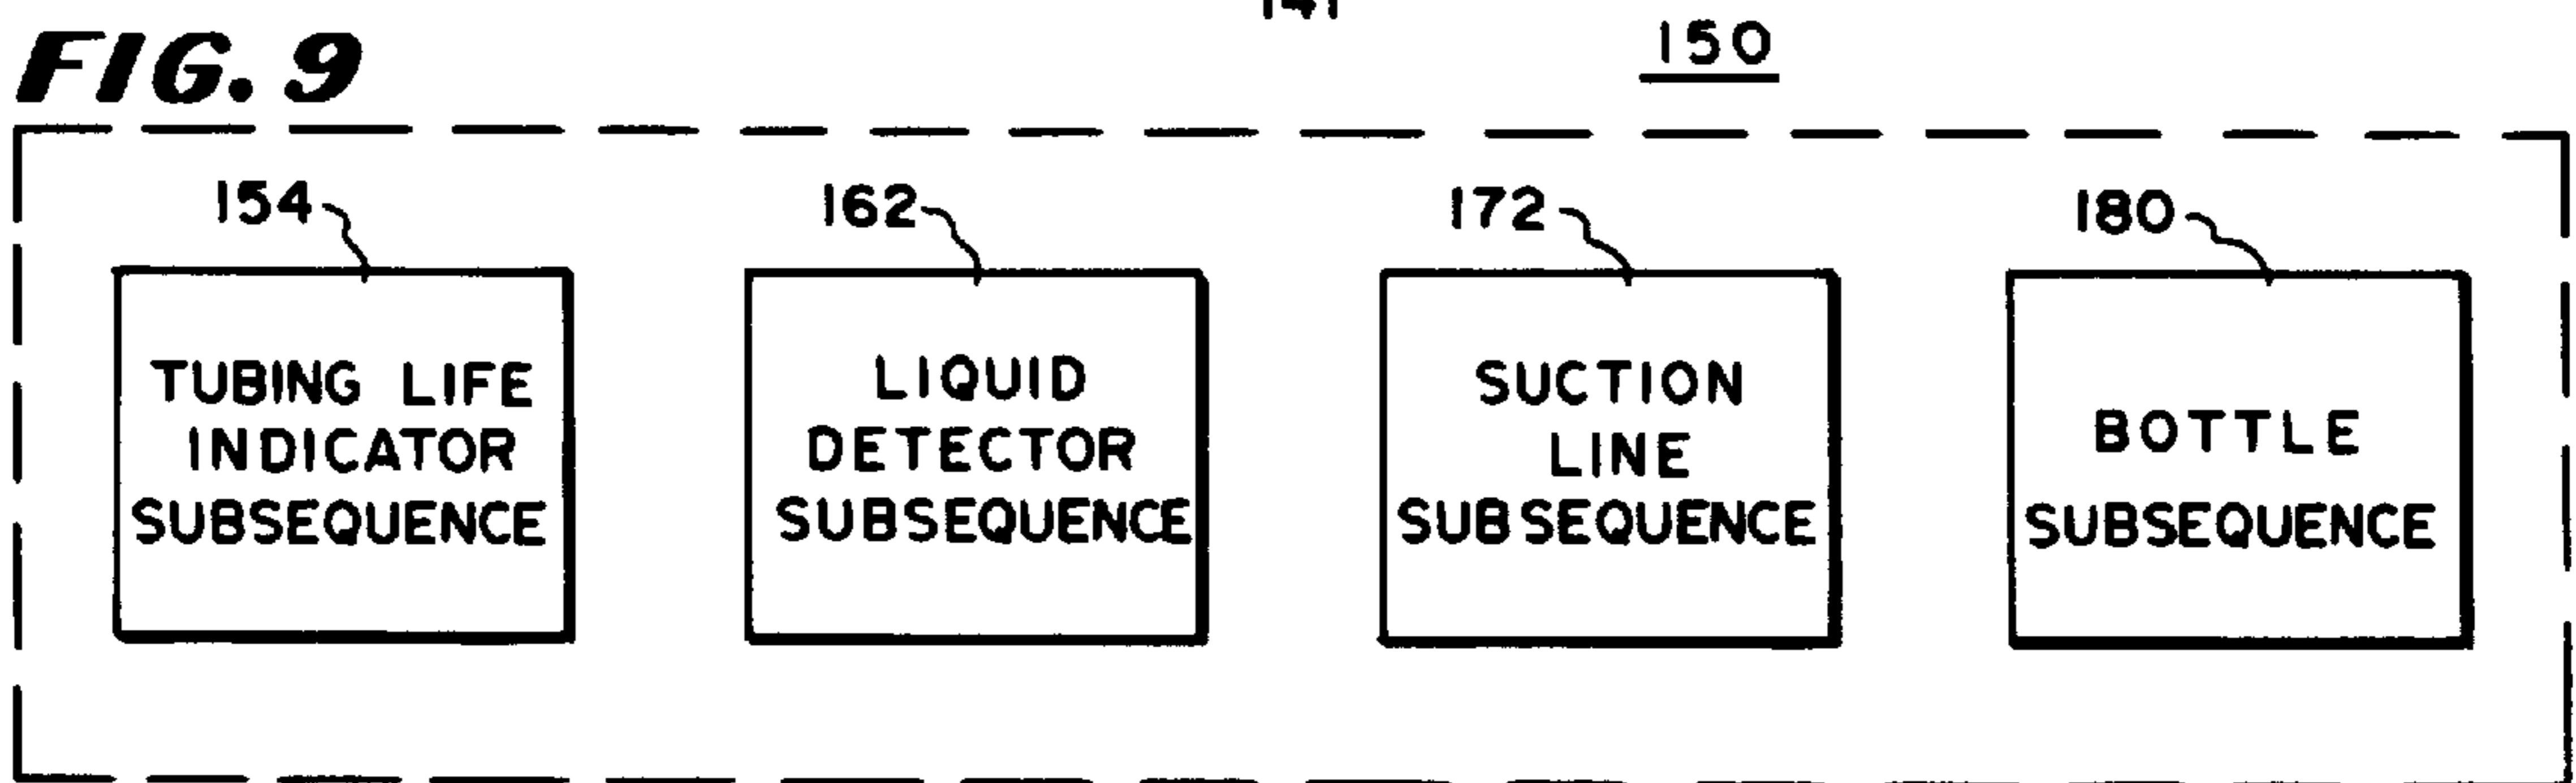 141
FIG. 9
150
154
162
172
180
TUBING LIFE
INDICATOR
SUBSEQUENCE
LIQUID
DETECTOR
SUBSEQUENCE
SUCTION
LINE
SUBSEQUENCE
BOTTLE
SUBSEQUENCE